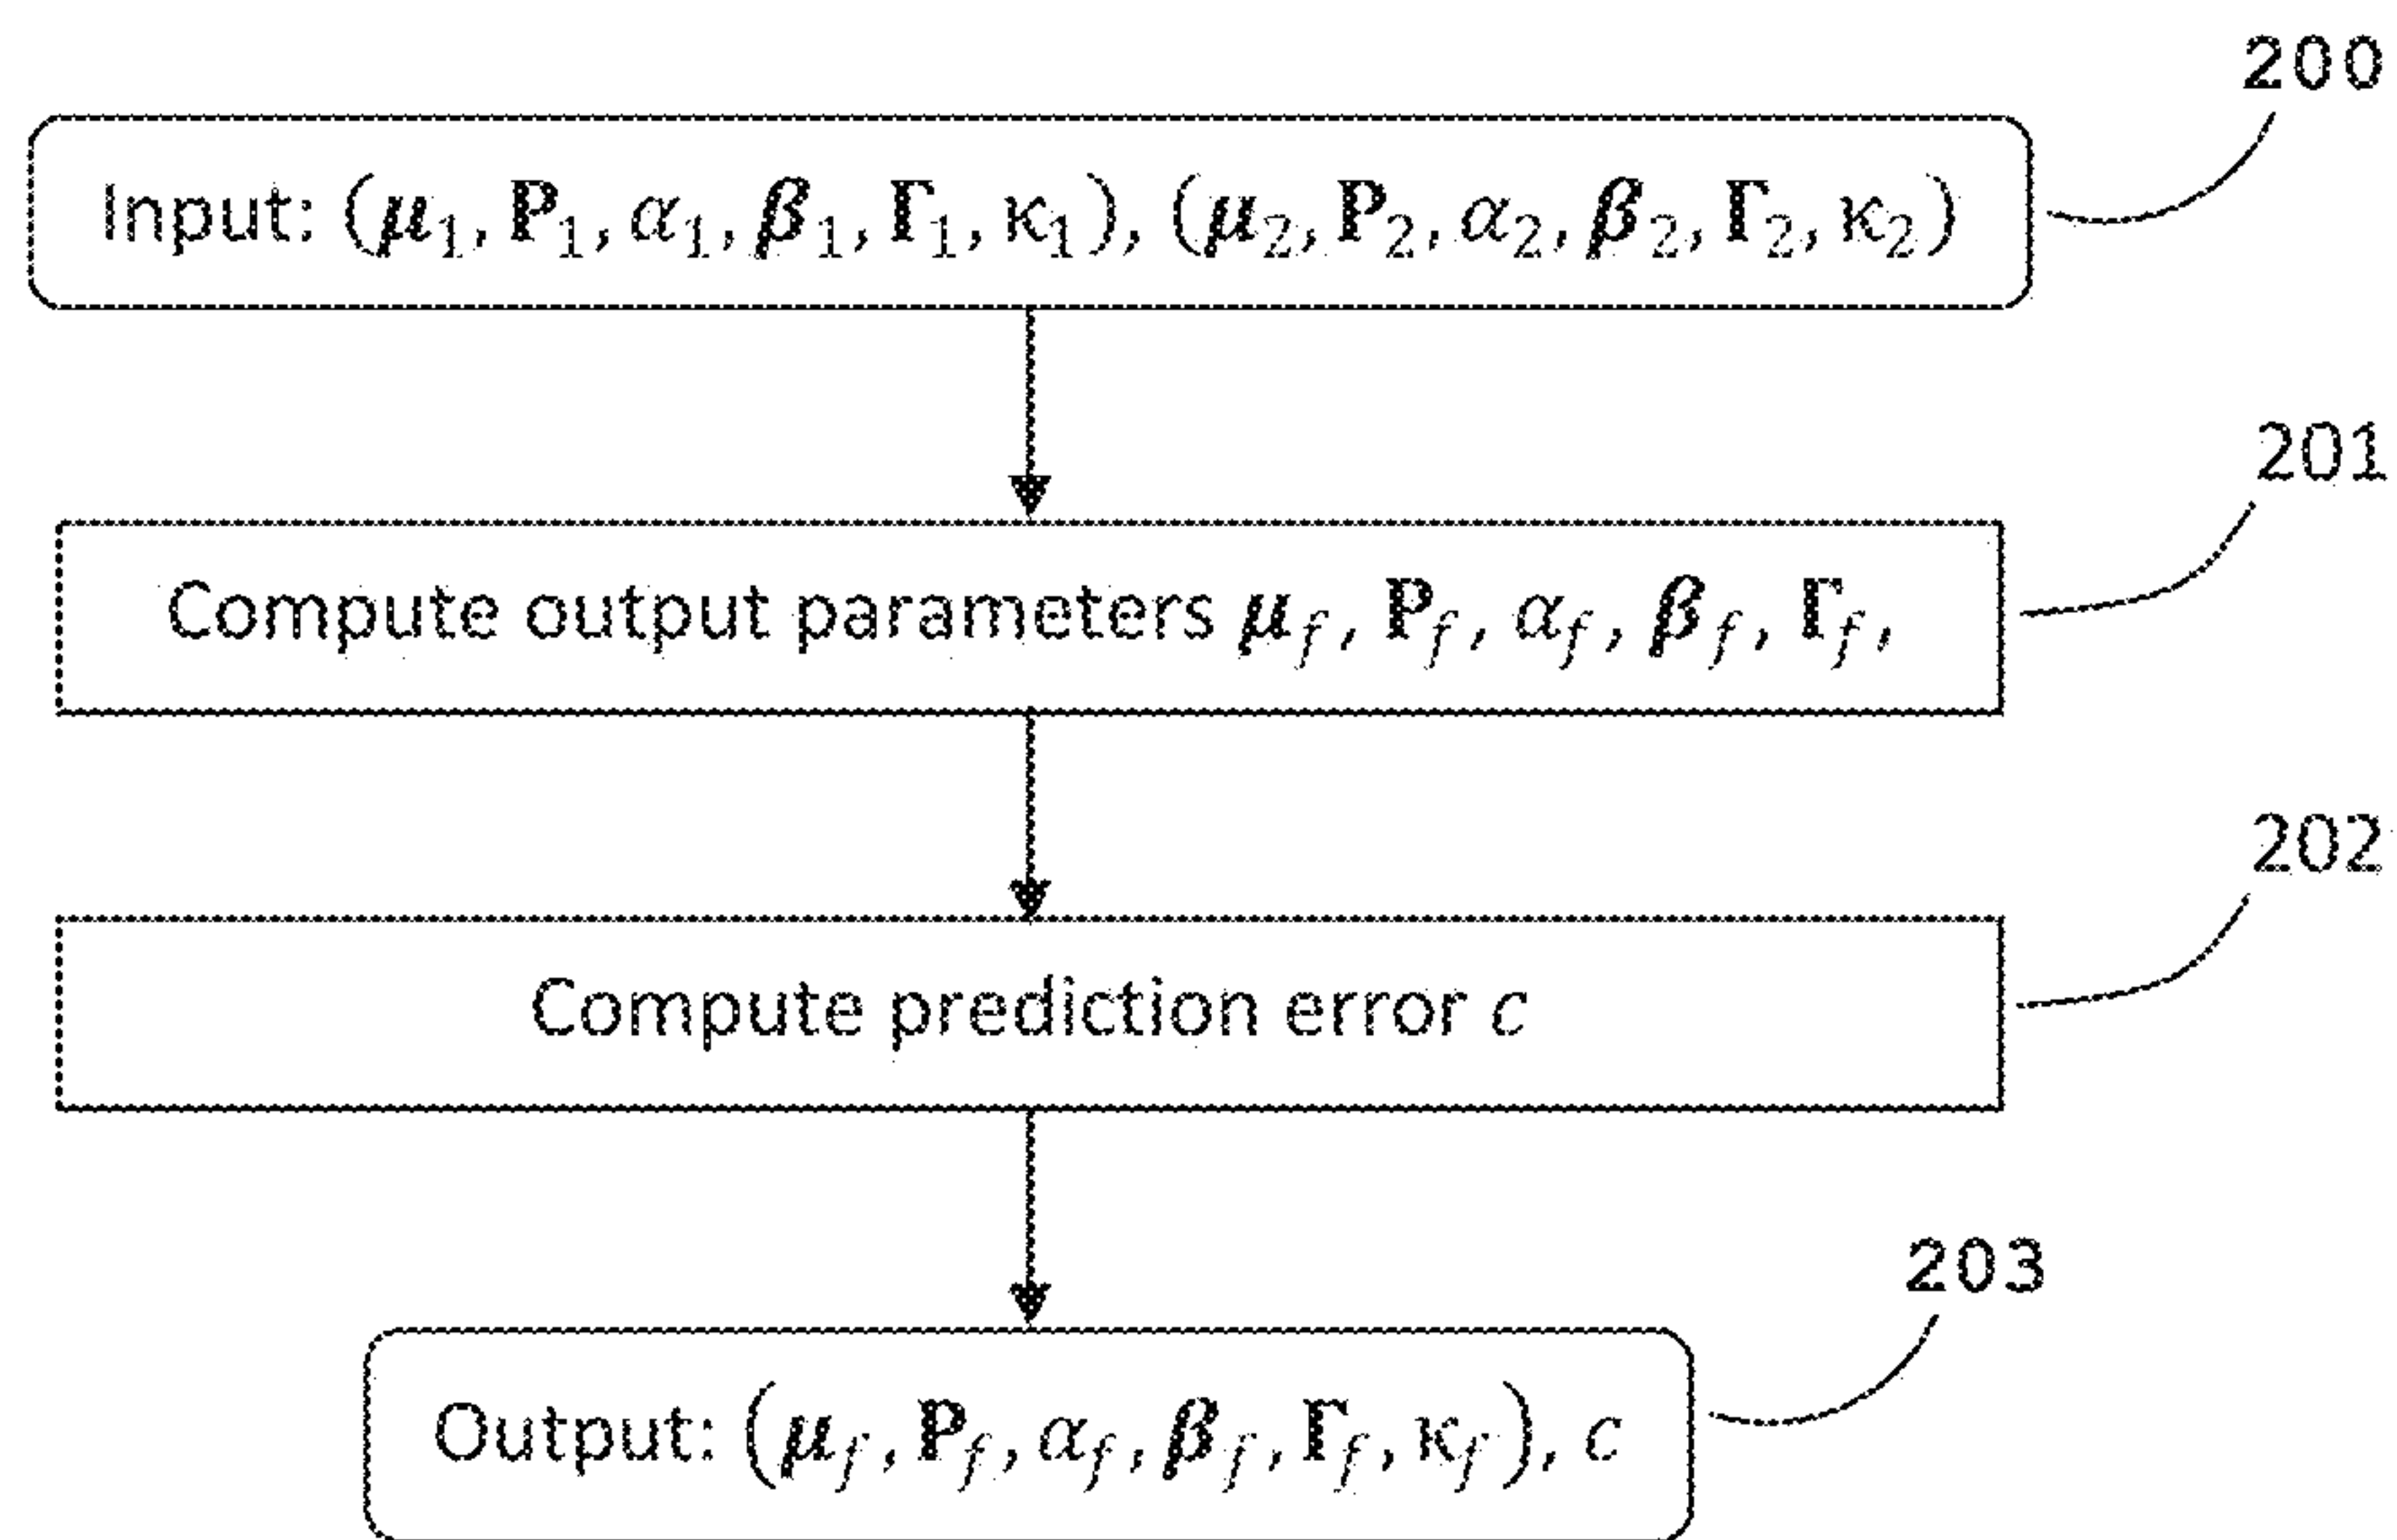 200
Input: (μ₁, P₁, α₁, β₁, Γ₁, κ₁), (μ₂, P₂, α₂, β₂, Γ₂, κ₂)
201
Compute output parameters μ_f, P_f, α_f, β_f, Γ_f,
202
Compute prediction error c
203
Output: (μ_f, P_f, α_f, β_f, Γ_f, κ_f), c